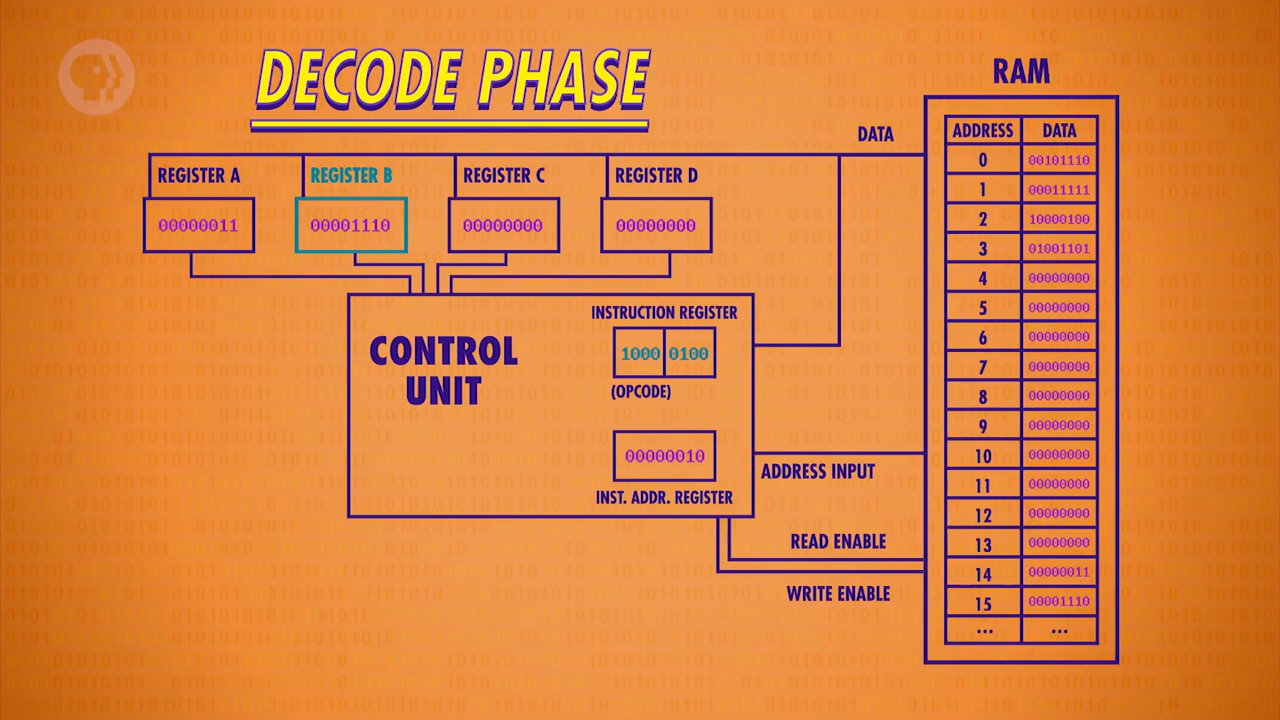 DECODE PHASE
RAM
DATA
ADDRESS DATA
REGISTER A REGISTER B REGISTER C REGISTER D
00000011 00001110 00000000 00000000
0 00101110
1 00011111
2 10000100
3 01001101
4 00000000
5 00000000
6 00000000
7 00000000
8 00000000
9 00000000
10 00000000
11 00000000
12 00000000
13 00000000
14 00000011
15 00001110
... ...
CONTROL
UNIT
INSTRUCTION REGISTER
1000 0100
(OPCODE)
00000010
INST. ADDR. REGISTER
ADDRESS INPUT
READ ENABLE
WRITE ENABLE